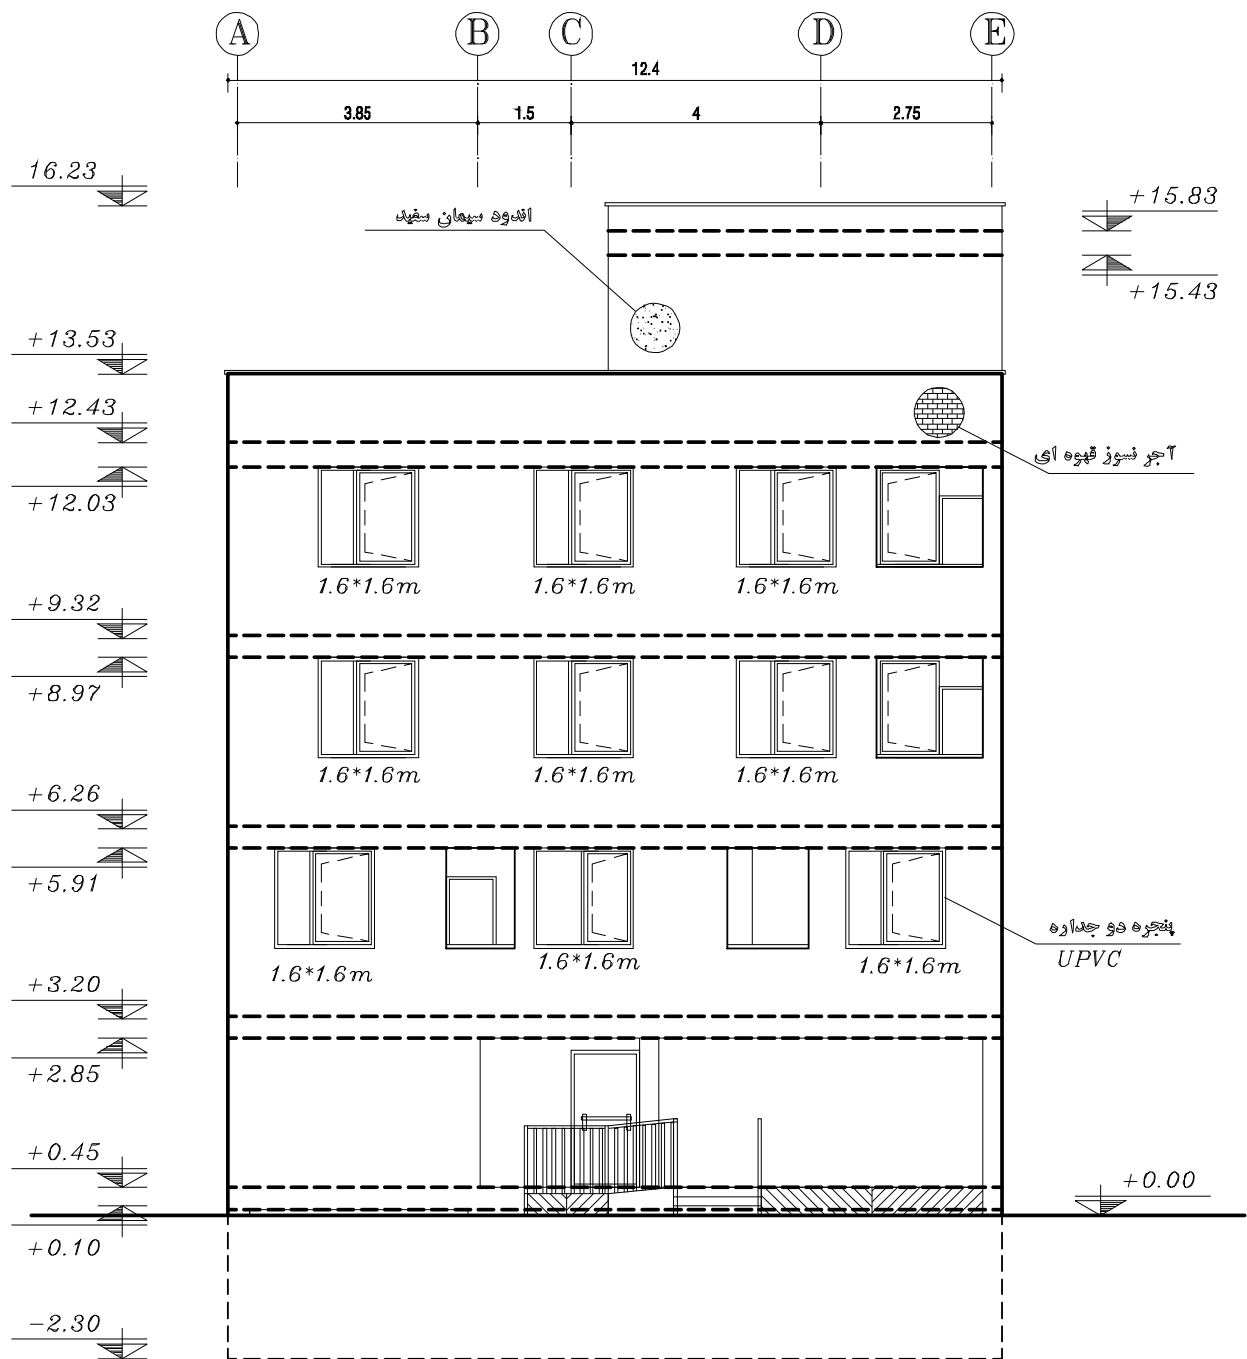 A B C D E
12.4
3.85 1.5 4 2.75
16.23
+15.83
اندود سیمان سفید
+15.43
+13.53
+12.43
آجر نسوز قهوه ای
+12.03
1.6*1.6m 1.6*1.6m 1.6*1.6m
+9.32
+8.97
1.6*1.6m 1.6*1.6m 1.6*1.6m
+6.26
+5.91
پنجره دو جداره
UPVC
1.6*1.6m 1.6*1.6m 1.6*1.6m
+3.20
+2.85
+0.45
+0.00
+0.10
-2.30